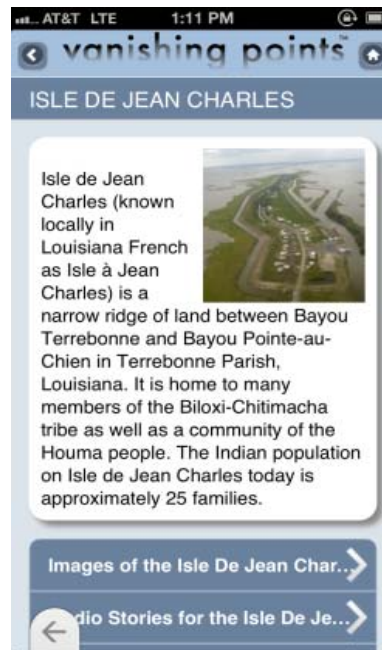 AT&T LTE 1:11 PM
vanishing points™
ISLE DE JEAN CHARLES
Isle de Jean
Charles (known
locally in
Louisiana French
as Isle à Jean
Charles) is a
narrow ridge of land between Bayou
Terrebonne and Bayou Pointe-au-
Chien in Terrebonne Parish,
Louisiana. It is home to many
members of the Biloxi-Chitimacha
tribe as well as a community of the
Houma people. The Indian population
on Isle de Jean Charles today is
approximately 25 families.
Images of the Isle De Jean Char...
dio Stories for the Isle De Je...